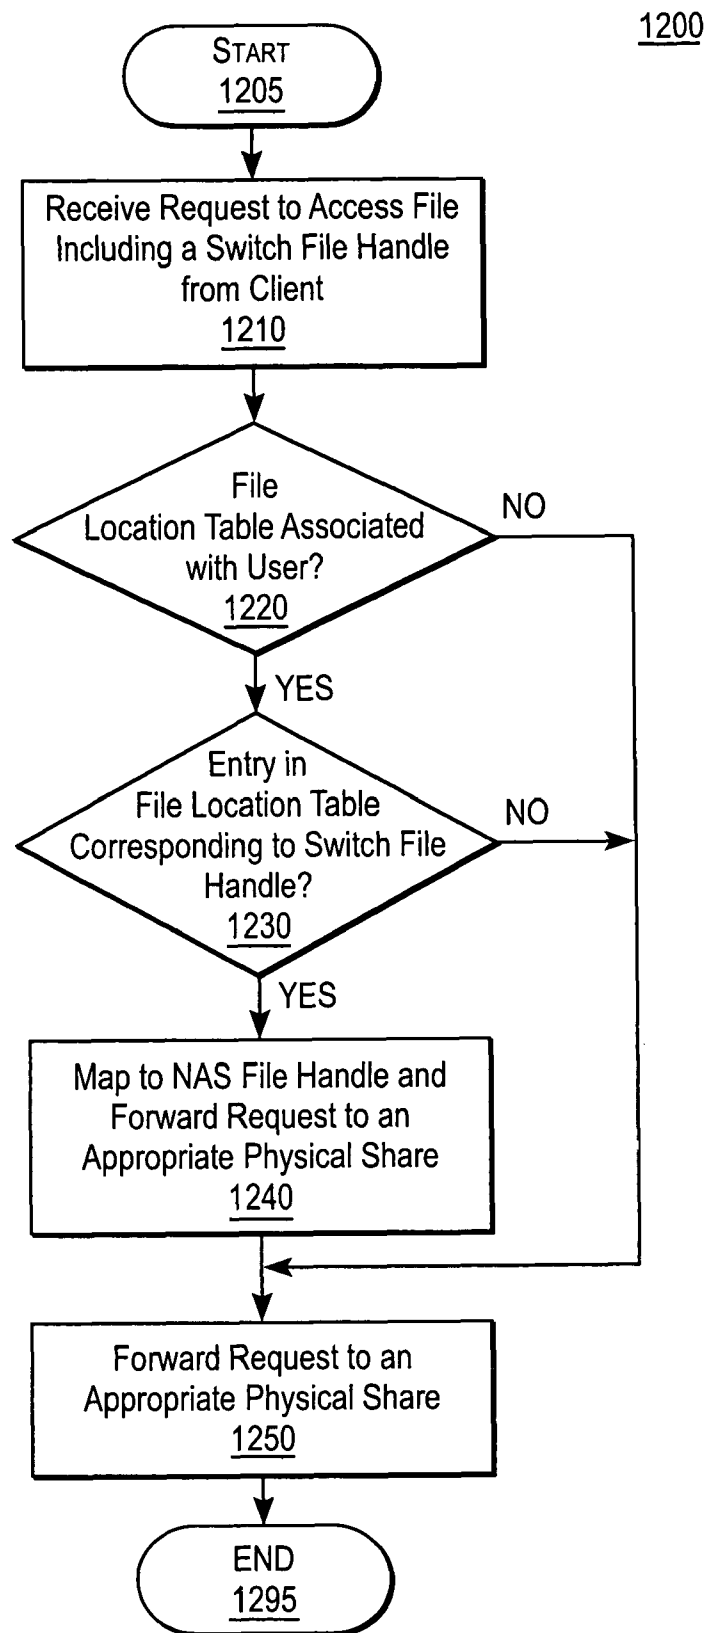 1200
START
1205
Receive Request to Access File
Including a Switch File Handle
from Client
1210
File
Location Table Associated
with User?
1220
NO
YES
Entry in
File Location Table
Corresponding to Switch File
Handle?
1230
NO
YES
Map to NAS File Handle and
Forward Request to an
Appropriate Physical Share
1240
Forward Request to an
Appropriate Physical Share
1250
END
1295